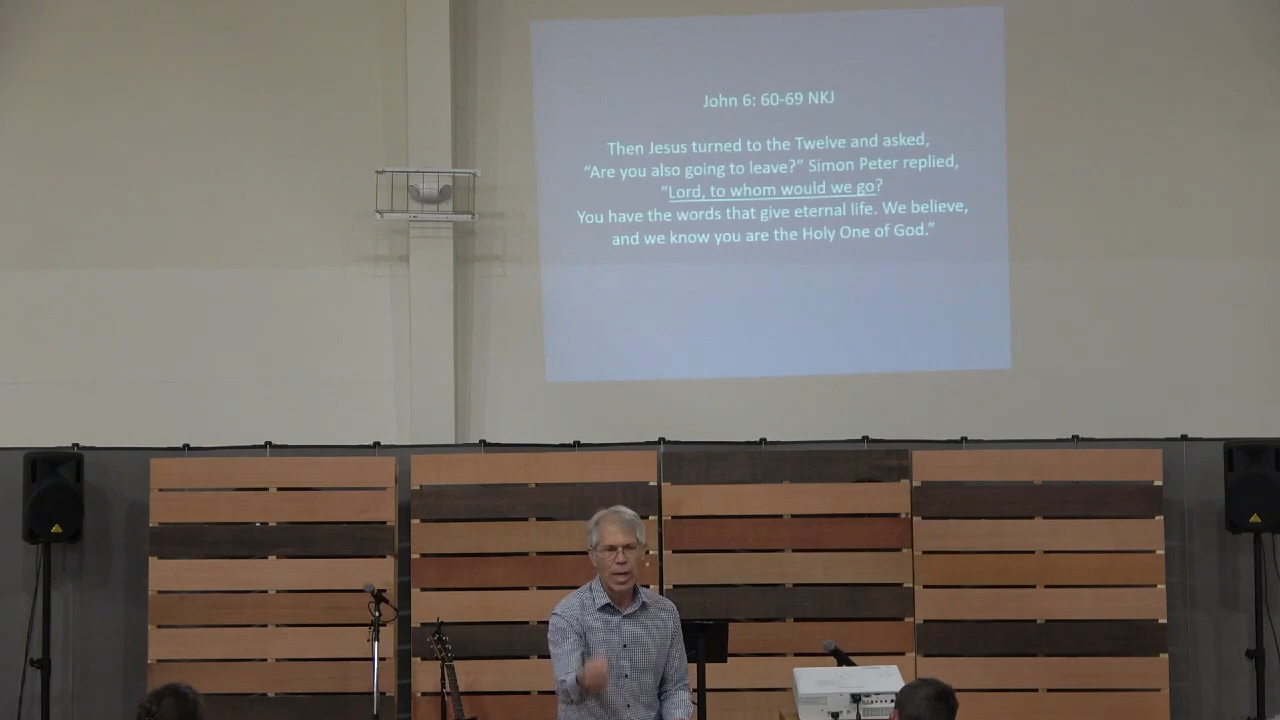 John 6: 60-69 NKJ
Then Jesus turned to the Twelve and asked,
“Are you also going to leave?” Simon Peter replied,
“Lord, to whom would we go?
You have the words that give eternal life. We believe,
and we know you are the Holy One of God.”